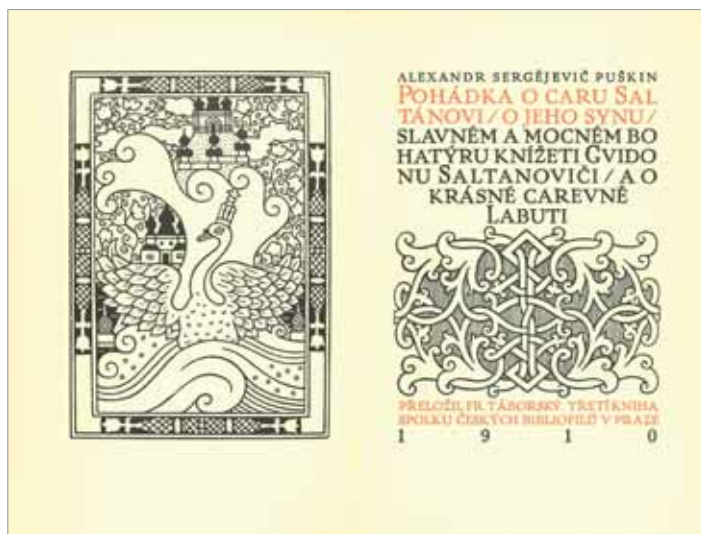 ALEXANDR SERGĚJEVIČ PUŠKIN
POHÁDKA O CARU SAL
TÁNOVI / O JEHO SYNU /
SLAVNÉM A MOCNÉM BO
HATÝRU KNÍŽETI GVIDO
NU SALTANOVIČI / A O
KRÁSNÉ CAREVNĚ
LABUTI
PŘELOŽIL FR. TÁBORSKÝ. TŘETÍ KNIHA
SPOLKU ČESKÝCH BIBLIOFILŮ V PRAZE
1 9 1 0